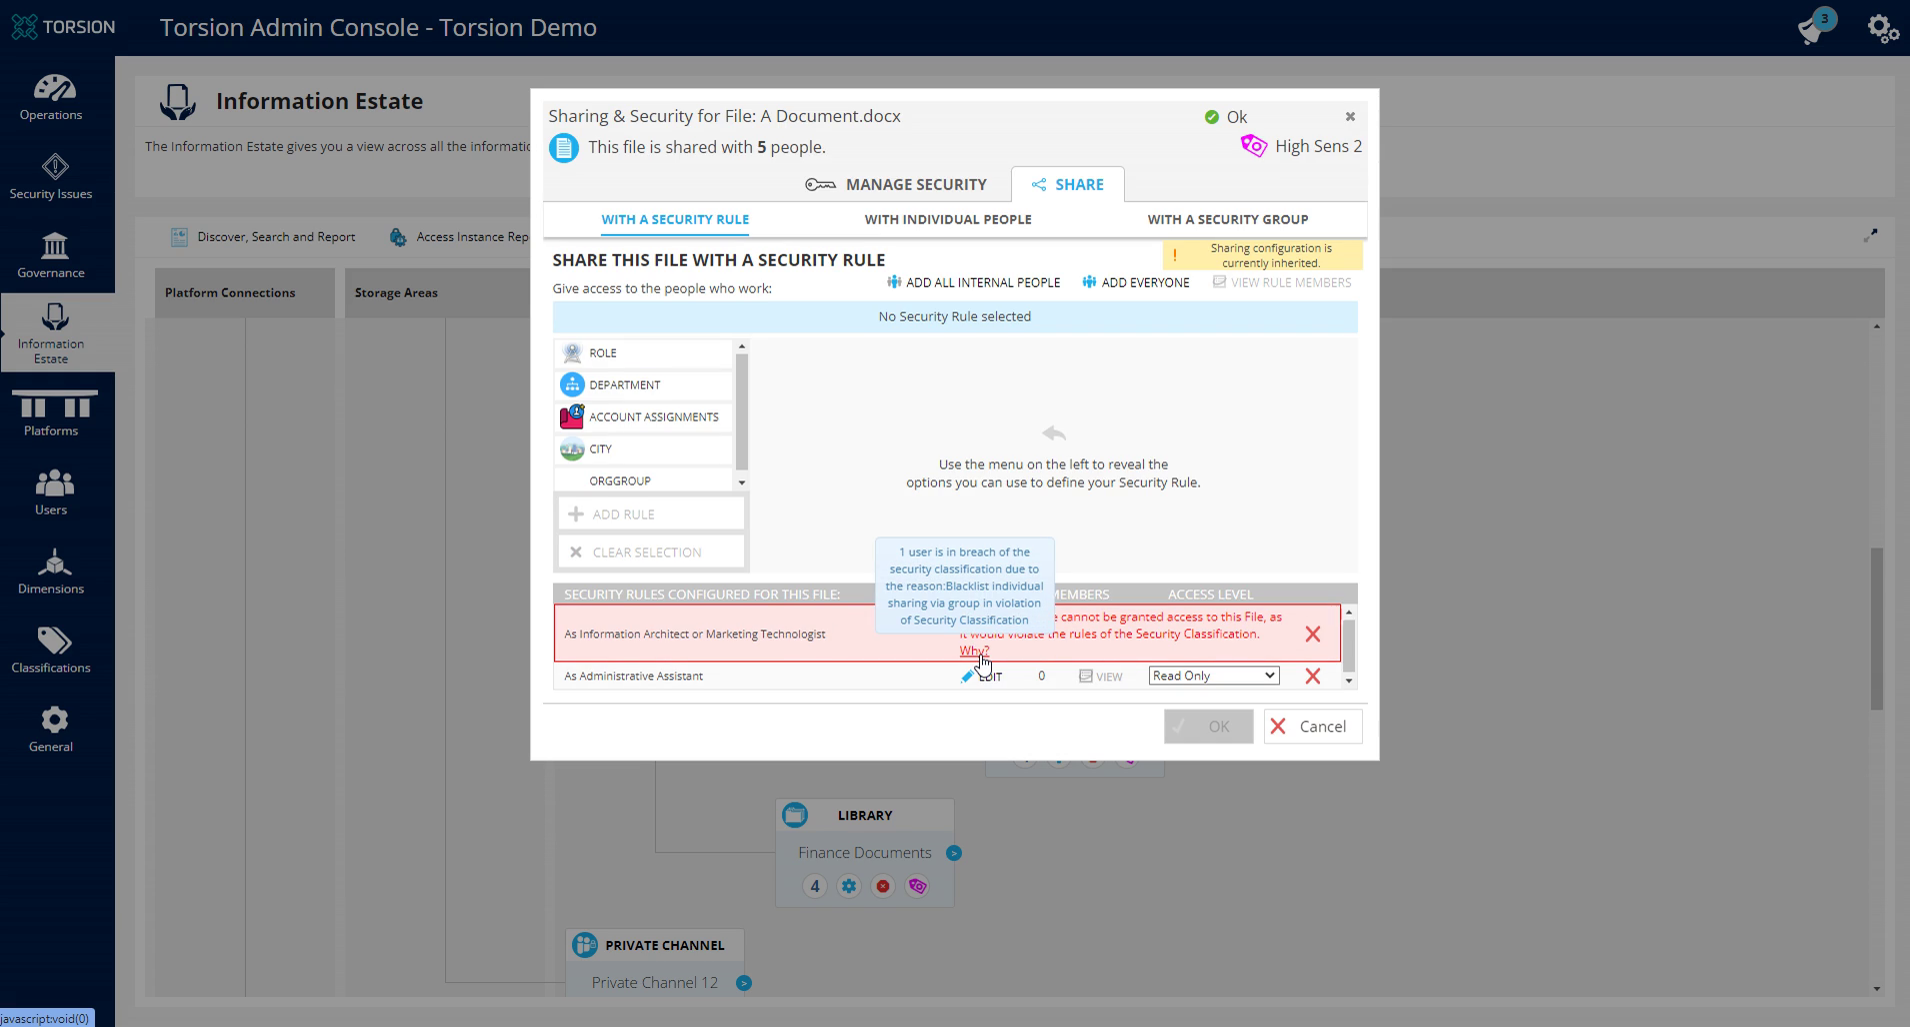 TORSION
Torsion Admin Console - Torsion Demo
3
Operations
Security Issues
Governance
Information
Estate
Platforms
Users
Dimensions
Classifications
General
Information Estate
The Information Estate gives you a view across all the informatic
Discover, Search and Report
Access Instance Rep
Platform Connections
Storage Areas
Sharing & Security for File: A Document.docx
Ok
This file is shared with 5 people.
High Sens 2
MANAGE SECURITY
SHARE
WITH A SECURITY RULE
WITH INDIVIDUAL PEOPLE
WITH A SECURITY GROUP
Sharing configuration is
currently inherited.
SHARE THIS FILE WITH A SECURITY RULE
Give access to the people who work:
ADD ALL INTERNAL PEOPLE
ADD EVERYONE
VIEW RULE MEMBERS
No Security Rule selected
ROLE
DEPARTMENT
ACCOUNT ASSIGNMENTS
CITY
ORGGROUP
ADD RULE
CLEAR SELECTION
Use the menu on the left to reveal the
options you can use to define your Security Rule.
1 user is in breach of the
security classification due to
the reason:Blacklist individual
sharing via group in violation
of Security Classification
SECURITY RULES CONFIGURED FOR THIS FILE:
MEMBERS
ACCESS LEVEL
As Information Architect or Marketing Technologist
cannot be granted access to this File, as
it would violate the rules of the Security Classification.
Why?
As Administrative Assistant
EDIT
0
VIEW
Read Only
OK
Cancel
LIBRARY
Finance Documents
4
PRIVATE CHANNEL
Private Channel 12
javascript:void(0)